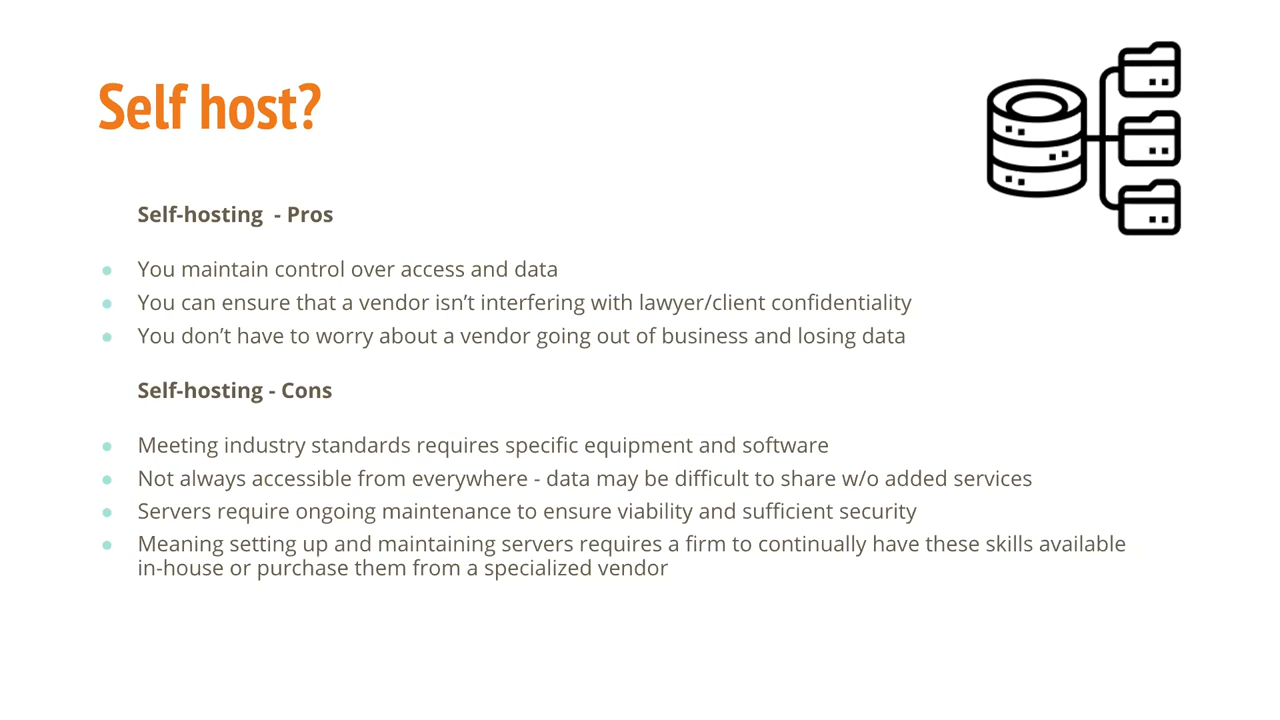 Self host?
Self-hosting  - Pros
● You maintain control over access and data
● You can ensure that a vendor isn’t interfering with lawyer/client confidentiality
● You don’t have to worry about a vendor going out of business and losing data
Self-hosting - Cons
● Meeting industry standards requires specific equipment and software
● Not always accessible from everywhere - data may be difficult to share w/o added services
● Servers require ongoing maintenance to ensure viability and sufficient security
● Meaning setting up and maintaining servers requires a firm to continually have these skills available
in-house or purchase them from a specialized vendor